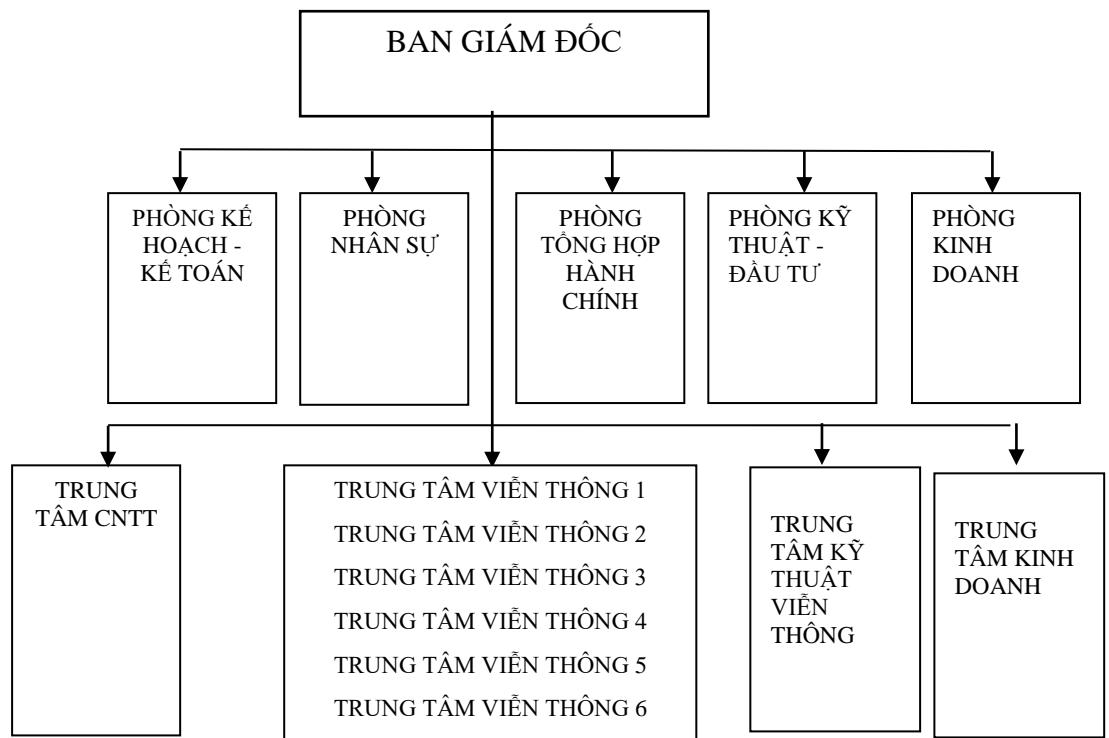 BAN GIÁM ĐỐC
PHÒNG KẾ
HOẠCH -
KẾ TOÁN
PHÒNG
NHÂN SỰ
PHÒNG
TỔNG HỢP
HÀNH
CHÍNH
PHÒNG KỸ
THUẬT -
ĐẦU TƯ
PHÒNG
KINH
DOANH
TRUNG
TÂM CNTT
TRUNG TÂM VIỄN THÔNG 1
TRUNG TÂM VIỄN THÔNG 2
TRUNG TÂM VIỄN THÔNG 3
TRUNG TÂM VIỄN THÔNG 4
TRUNG TÂM VIỄN THÔNG 5
TRUNG TÂM VIỄN THÔNG 6
TRUNG
TÂM KỸ
THUẬT
VIỄN
THÔNG
TRUNG
TÂM KINH
DOANH